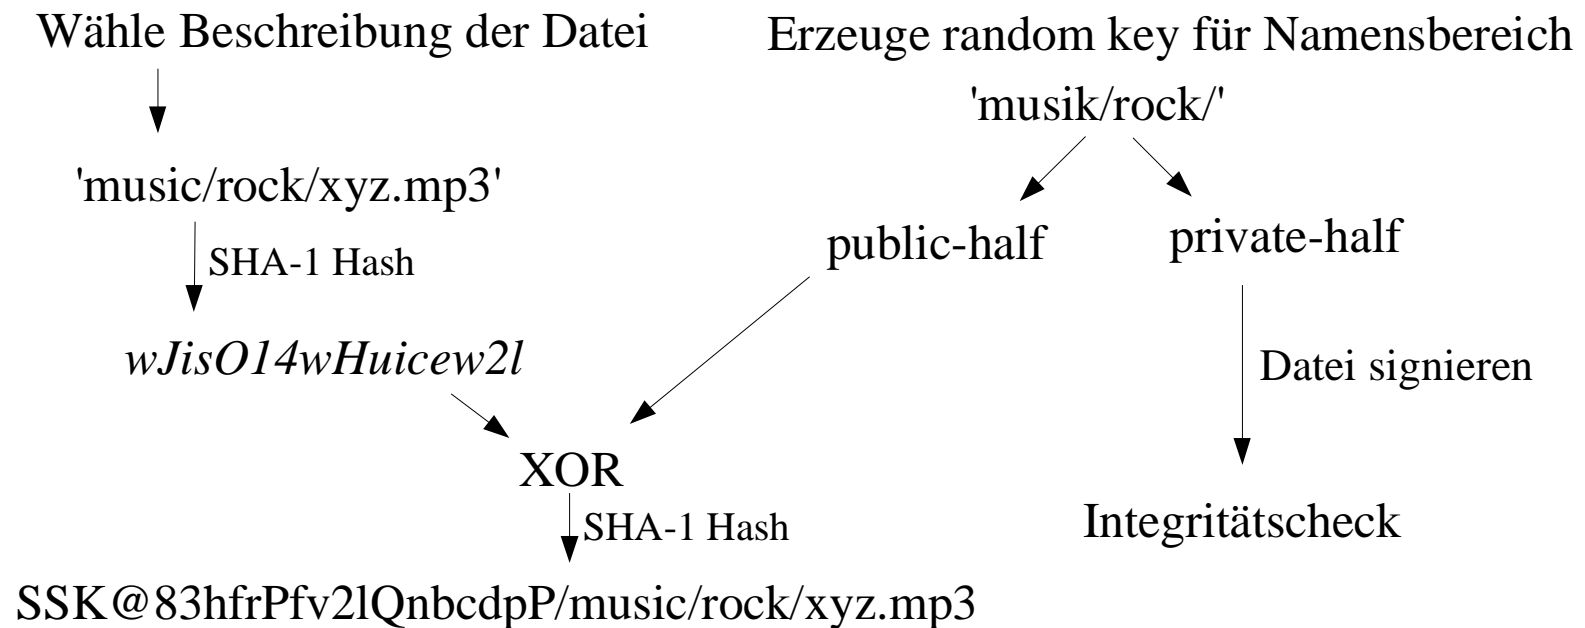 Wähle Beschreibung der Datei
Erzeuge random key für Namensbereich
'musik/rock/'
'music/rock/xyz.mp3'
public-half
private-half
SHA-1 Hash
wJisO14wHuicew2l
Datei signieren
XOR
SHA-1 Hash
Integritätscheck
SSK@83hfrPfv2lQnbcdpP/music/rock/xyz.mp3